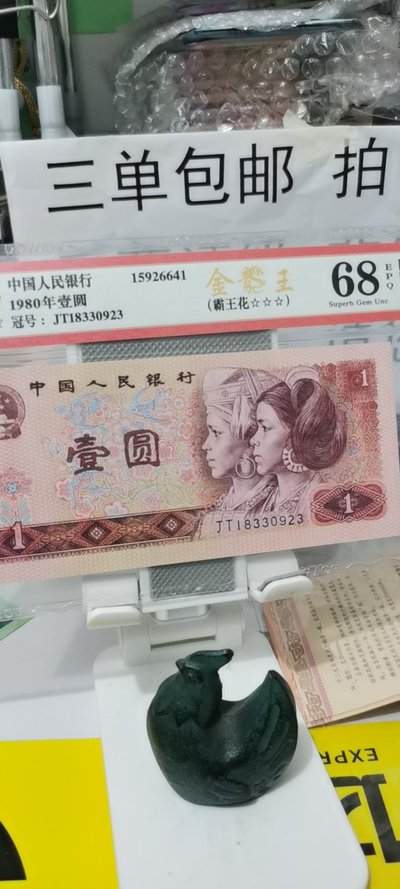 三单包邮 拍
中国人民银行 15926641 金龍王 68 EPQ
1980年壹圆 (霸王花☆☆☆) Superb Gem Unc
冠号：JT18330923
中国人民银行 1
壹圆
JT18330923
1
1
EXPR